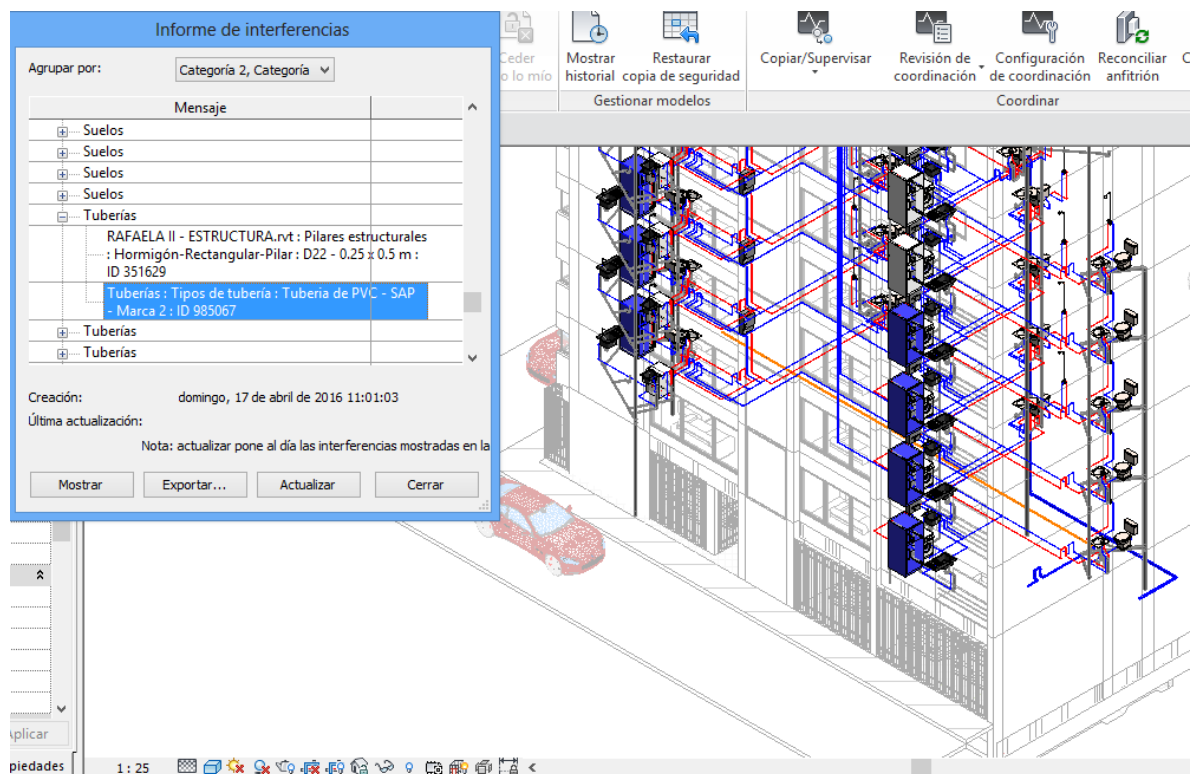 Informe de interferencias
Agrupar por:
Categoría 2, Categoría
Mensaje
Suelos
Suelos
Suelos
Suelos
Tuberías
RAFAELA II - ESTRUCTURA.rvt : Pilares estructurales
: Hormigón-Rectangular-Pilar : D22 - 0.25 x 0.5 m :
ID 351629
Tuberías : Tipos de tubería : Tuberia de PVC - SAP
- Marca 2 : ID 985067
Tuberías
Tuberías
Creación:
domingo, 17 de abril de 2016 11:01:03
Última actualización:
Nota: actualizar pone al día las interferencias mostradas en la
Mostrar
Exportar...
Actualizar
Cerrar
Ceder
o lo mío
Mostrar
historial
Restaurar
copia de seguridad
Copiar/Supervisar
Revisión de
coordinación
Configuración
de coordinación
Reconciliar
anfitrión
C
Gestionar modelos
Coordinar
Aplicar
piedades
1 : 25